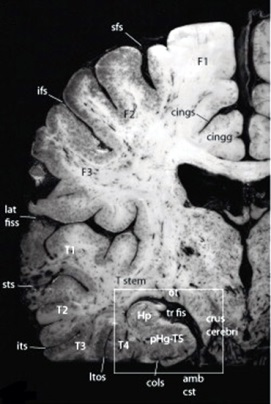 sfs
F1
ifs
F2
cings
cingg
F3
lat
fiss
T1
sts
T stem
ot
Hp
tr fis
crus
cerebri
T2
pHg-TS
its
T3
T4
ltos
cols
amb
cst